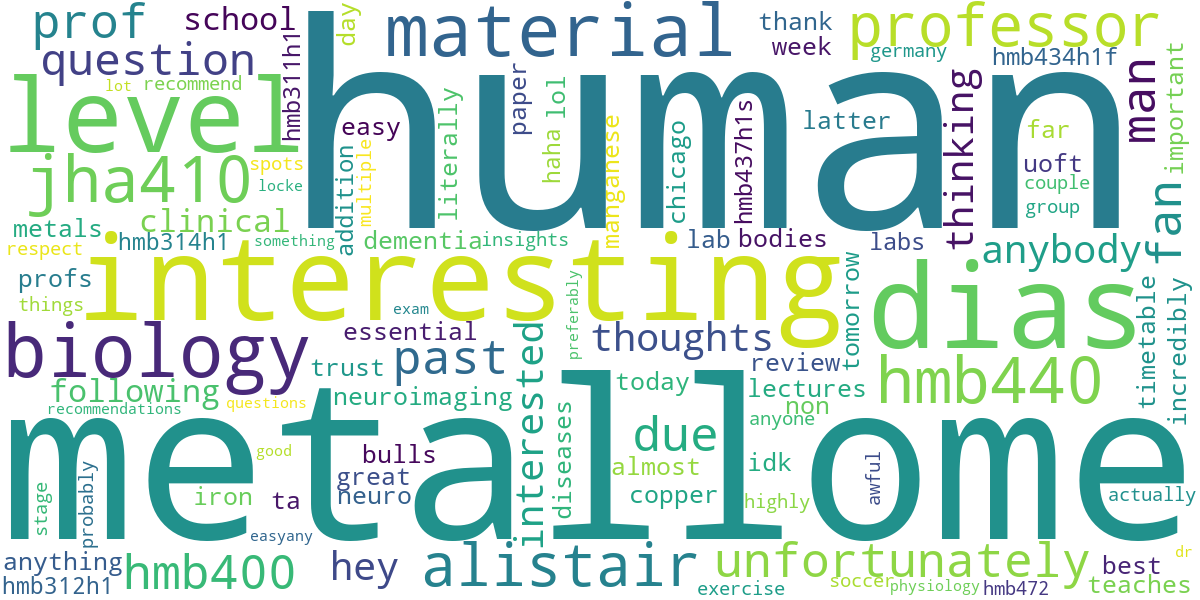 prof
school
day
material
thank
professor
question
week
germany
hmb434h1f
lot
recommend
hmb311h1
human
level
easy
paper
lol
haha
literally
manganese
chicago
hmb437h1s
latter
thinking
far
man
important
jha410
spots
locke
multiple
addition
uoft
couple
group
fan
metals
clinical
respect
hmb314h1
something
dementia
insights
lab
bodies
labs
anybody
profs
things
interesting
exam
preferably
tomorrow
dias
timetable
incredibly
biology
essential
past
interested
thoughts
review
trust
following
recommendations
questions
neuroimaging
today
lectures
non
anyone
hmb440
metallome
good
bulls
great
neuro
diseases
due
almost
copper
idk
highly
awful
actually
stage
probably
iron
ta
easyany
anything
hmb312h1
hmb400
hey
alistair
unfortunately
exercise
soccer
physiology
hmb472
best
dr
teaches